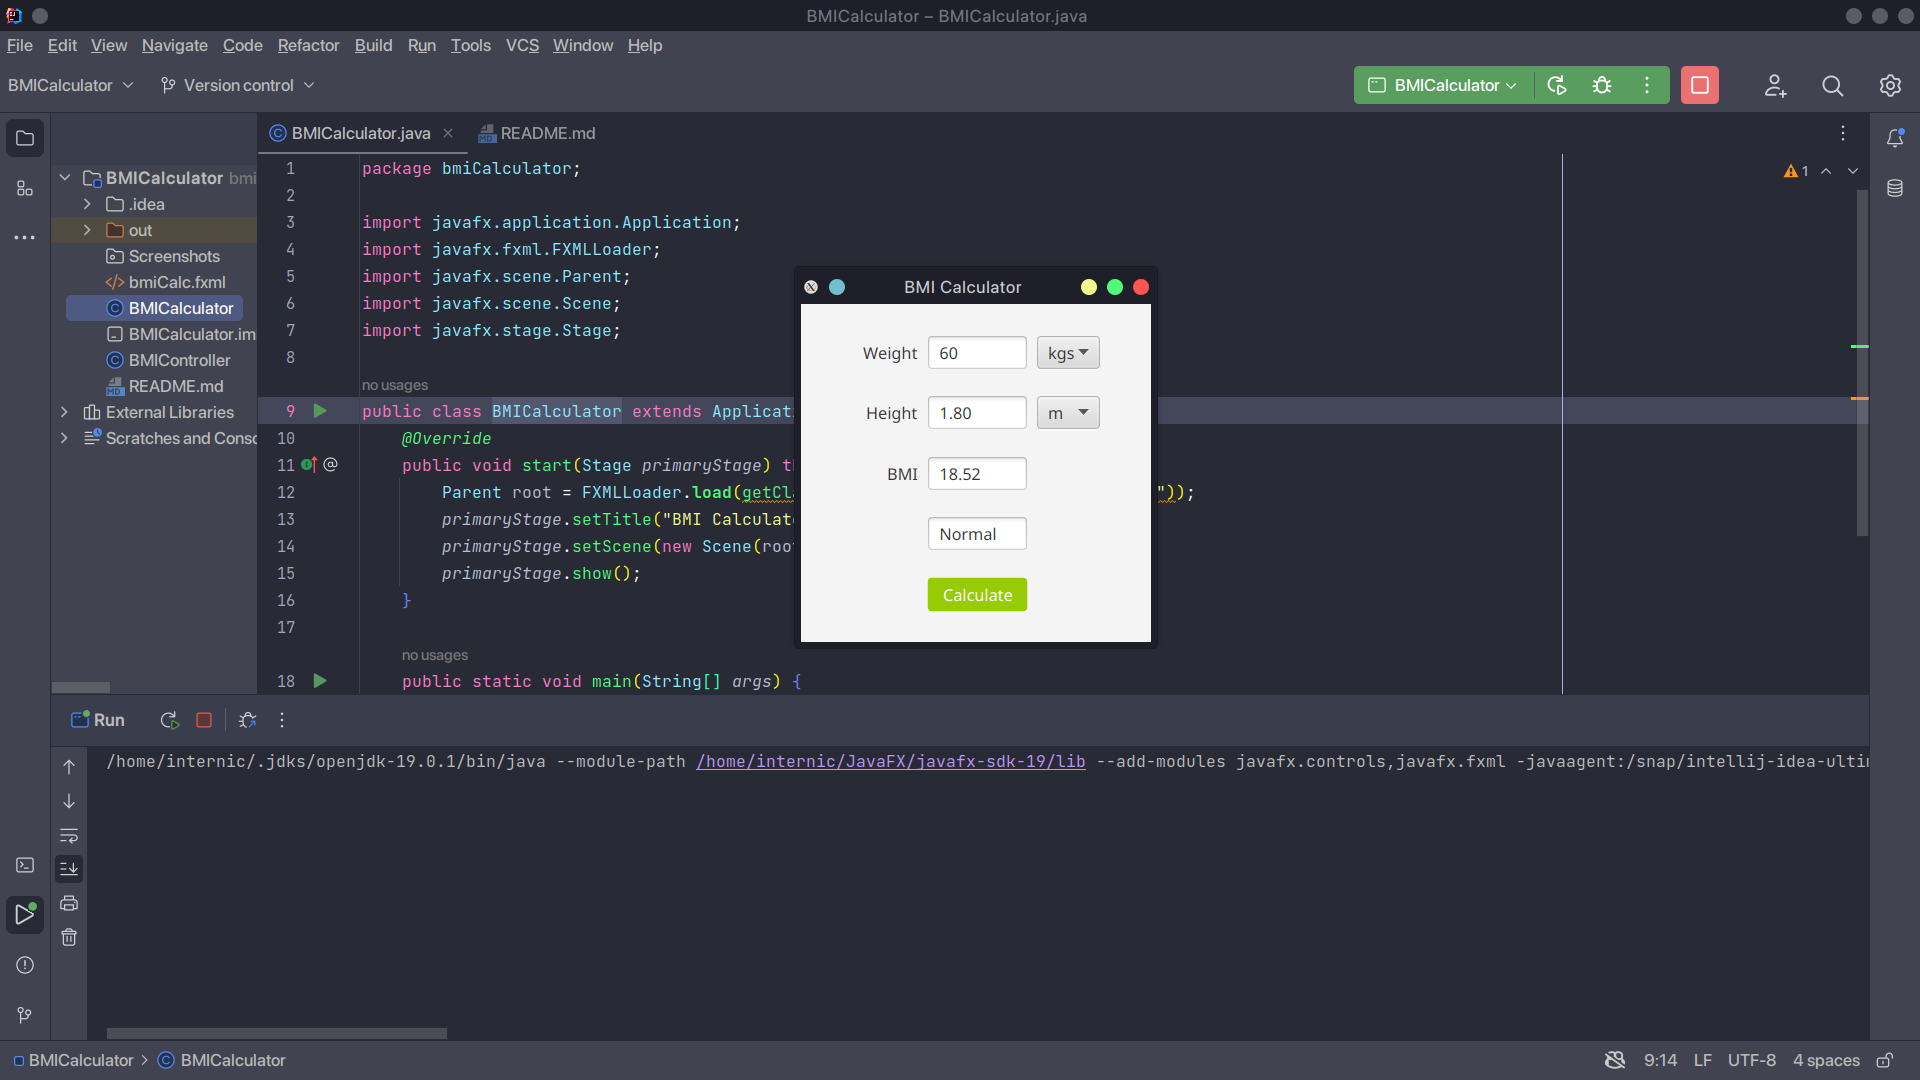 BMICalculator – BMICalculator.java
File Edit View Navigate Code Refactor Build Run Tools VCS Window Help
BMICalculator Version control BMICalculator
BMICalculator.java README.md
BMICalculator bmi
.idea
out
Screenshots
bmiCalc.fxml
BMICalculator
BMICalculator.im
BMIController
README.md
External Libraries
Scratches and Consc
1 package bmiCalculator;
1
2
3 import javafx.application.Application;
4 import javafx.fxml.FXMLLoader;
5 import javafx.scene.Parent;
6 import javafx.scene.Scene;
7 import javafx.stage.Stage;
8
no usages
9 public class BMICalculator extends Applicat
10 @Override
11 public void start(Stage primaryStage) th
12 Parent root = FXMLLoader.load(getCl "));
13 primaryStage.setTitle("BMI Calculat
14 primaryStage.setScene(new Scene(roo
15 primaryStage.show();
16 }
17
no usages
18 public static void main(String[] args) {
BMI Calculator
Weight 60 kgs
Height 1.80 m
BMI 18.52
Normal
Calculate
Run
/home/internic/.jdks/openjdk-19.0.1/bin/java --module-path /home/internic/JavaFX/javafx-sdk-19/lib --add-modules javafx.controls,javafx.fxml -javaagent:/snap/intellij-idea-ulti
BMICalculator > BMICalculator 9:14 LF UTF-8 4 spaces